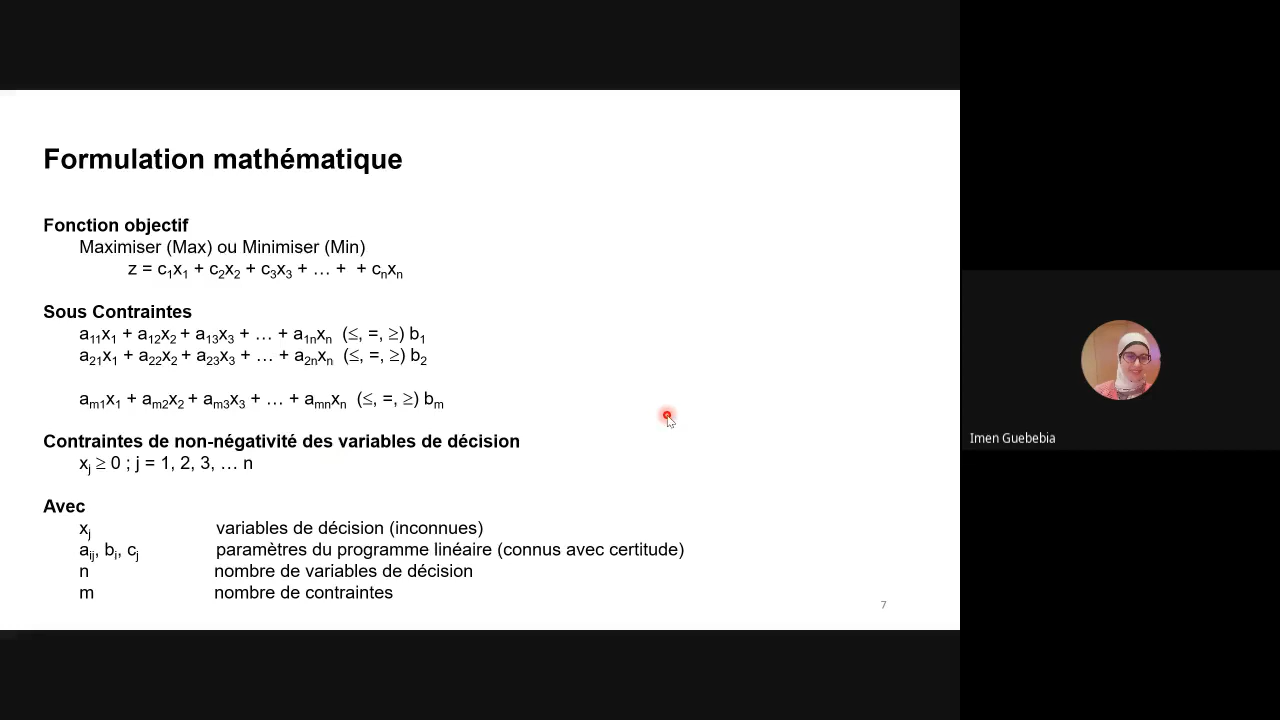 Formulation mathématique
Fonction objectif
Maximiser (Max) ou Minimiser (Min)
z = c₁x₁ + c₂x₂ + c₃x₃ + … + + cₙxₙ
Sous Contraintes
a₁₁x₁ + a₁₂x₂ + a₁₃x₃ + … + a₁ₙxₙ (≤, =, ≥) b₁
a₂₁x₁ + a₂₂x₂ + a₂₃x₃ + … + a₂ₙxₙ (≤, =, ≥) b₂
aₘ₁x₁ + aₘ₂x₂ + aₘ₃x₃ + … + aₘₙxₙ (≤, =, ≥) bₘ
Contraintes de non-négativité des variables de décision
xⱼ ≥ 0 ; j = 1, 2, 3, … n
Avec
xⱼ variables de décision (inconnues)
aᵢⱼ, bᵢ, cⱼ paramètres du programme linéaire (connus avec certitude)
n nombre de variables de décision
m nombre de contraintes
7
Imen Guebebia